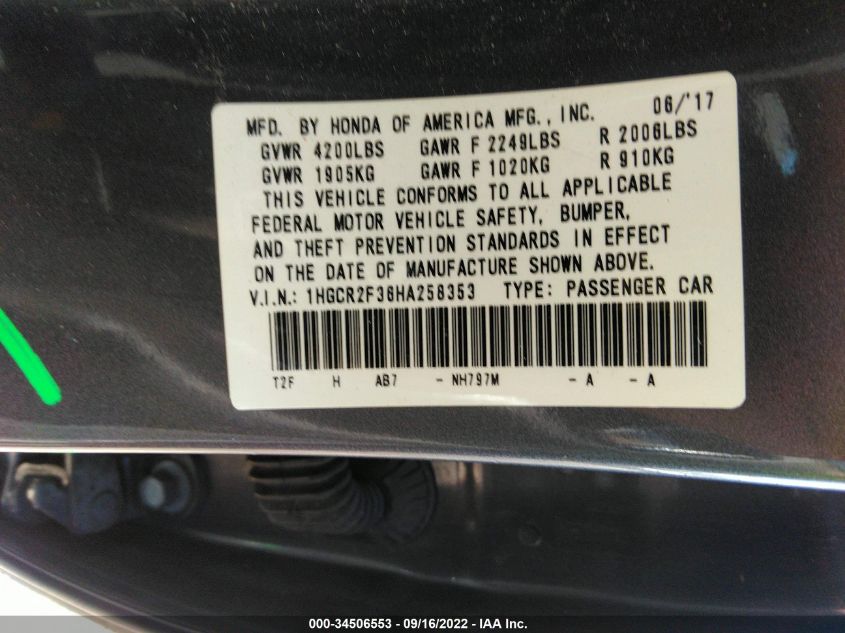 06/'17
MFD. BY HONDA OF AMERICA MFG., INC.
GVWR 4200LBS GAWR F 2249LBS R 2006LBS
GVWR 1905KG GAWR F 1020KG R 910KG
THIS VEHICLE CONFORMS TO ALL APPLICABLE
FEDERAL MOTOR VEHICLE SAFETY, BUMPER,
AND THEFT PREVENTION STANDARDS IN EFFECT
ON THE DATE OF MANUFACTURE SHOWN ABOVE.
V.I.N.: 1HGCR2F36HA258353 TYPE: PASSENGER CAR
T2F H AB7 - NH797M - A - A
000-34506553 - 09/16/2022 - IAA Inc.